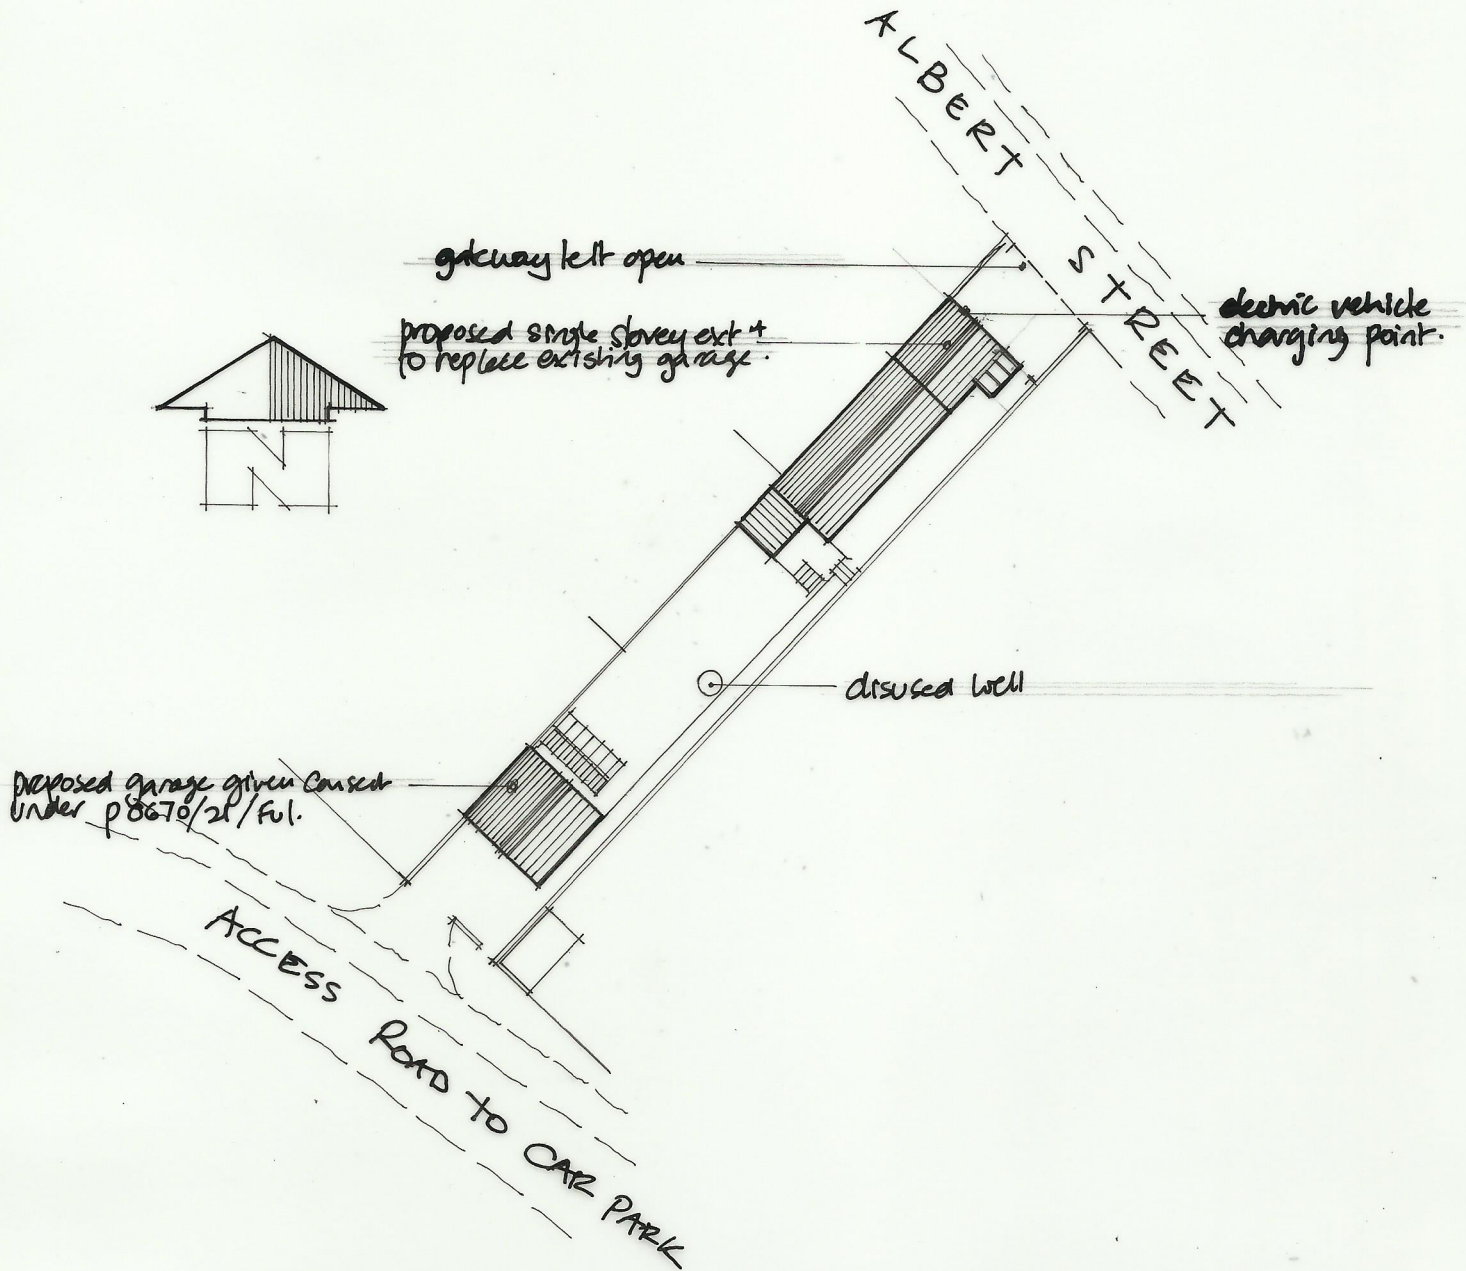 ALBERT STREET
gateway left open
proposed single storey extⁿ
to replace existing garage.
electric vehicle
charging point.
N
disused well
proposed garage given consent
under p8670/21/Ful.
ACCESS ROAD TO CAR PARK